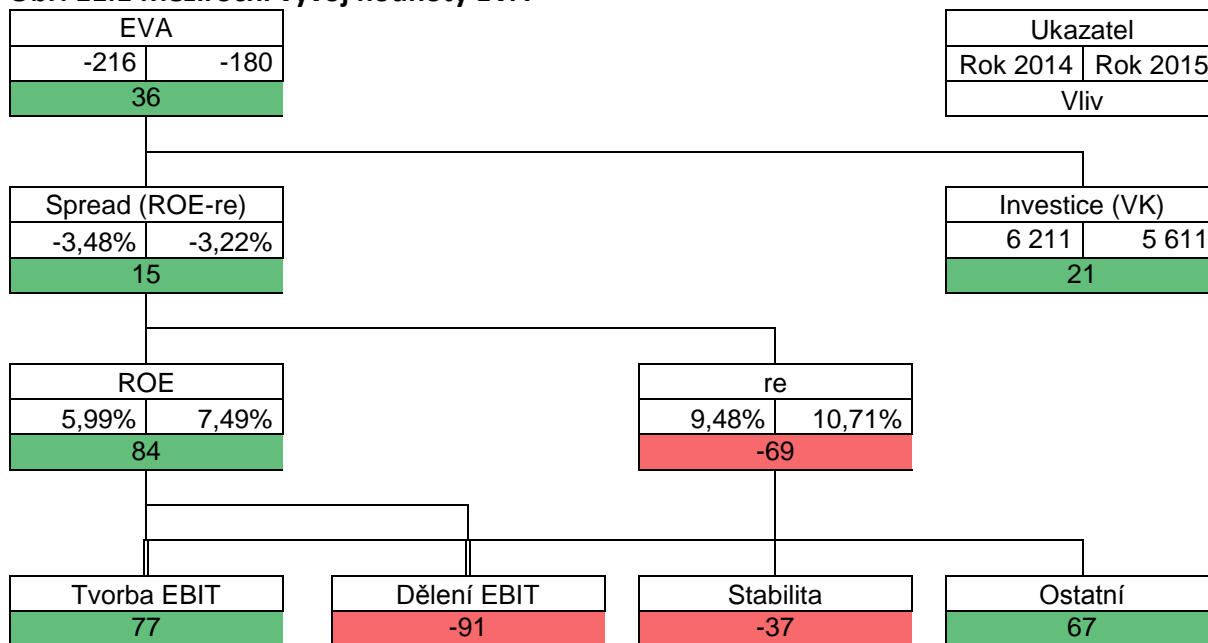 EVA
-216 -180
36
Ukazatel
Rok 2014 Rok 2015
Vliv
Spread (ROE-re)
-3,48% -3,22%
15
Investice (VK)
6 211 5 611
21
ROE
5,99% 7,49%
84
re
9,48% 10,71%
-69
Tvorba EBIT
77
Dělení EBIT
-91
Stabilita
-37
Ostatní
67